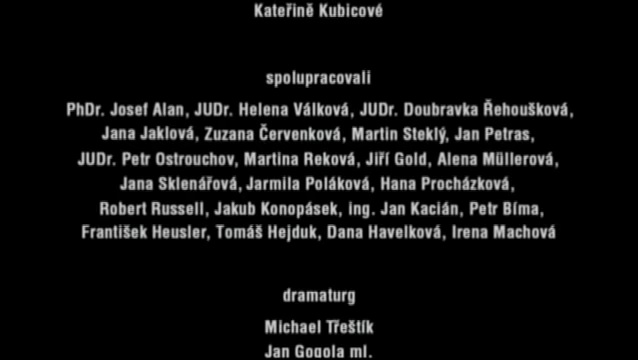 Kateřině Kubicové
spolupracovali
PhDr. Josef Alan, JUDr. Helena Válková, JUDr. Doubravka Řehoušková,
Jana Jaklová, Zuzana Červenková, Martin Steklý, Jan Petras,
JUDr. Petr Ostrouchov, Martina Reková, Jiří Gold, Alena Müllerová,
Jana Sklenářová, Jarmila Poláková, Hana Procházková,
Robert Russell, Jakub Konopásek, ing. Jan Kacián, Petr Bíma,
František Heusler, Tomáš Hejduk, Dana Havelková, Irena Machová
dramaturg
Michael Třeštík
Jan Gogola ml.